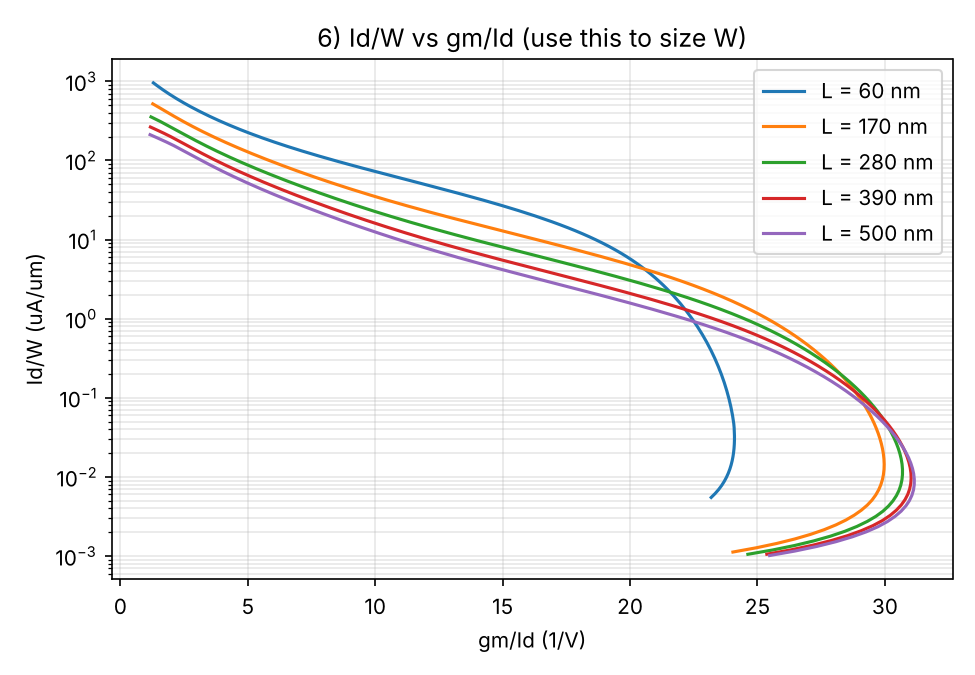 6) Id/W vs gm/Id (use this to size W)
L = 60 nm
L = 170 nm
L = 280 nm
L = 390 nm
L = 500 nm
Id/W (uA/um)
10³
10²
10¹
10⁰
10⁻¹
10⁻²
10⁻³
0 5 10 15 20 25 30
gm/Id (1/V)